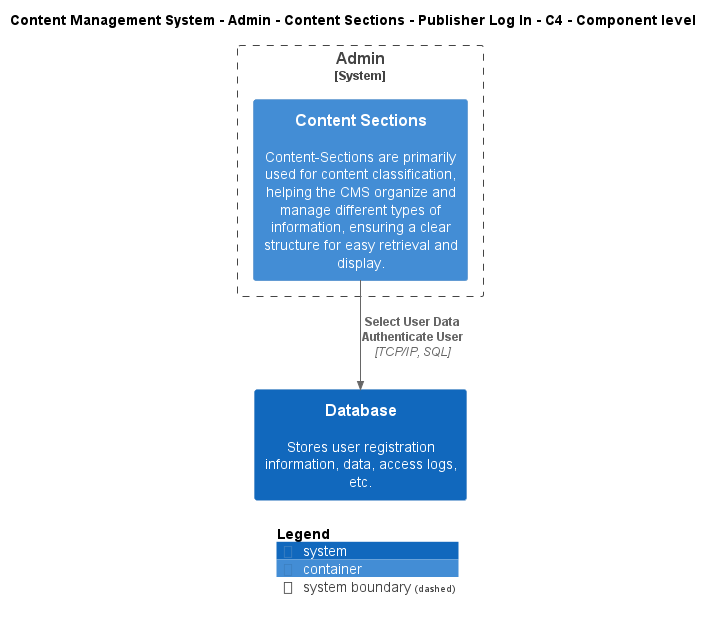 Content Management System - Admin - Content Sections - Publisher Log In - C4 - Component level
Admin
[System]
Content Sections
Content-Sections are primarily
used for content classification,
helping the CMS organize and
manage different types of
information, ensuring a clear
structure for easy retrieval and
display.
Select User Data
Authenticate User
[TCP/IP, SQL]
Database
Stores user registration
information, data, access logs,
etc.
Legend
system
container
system boundary (dashed)